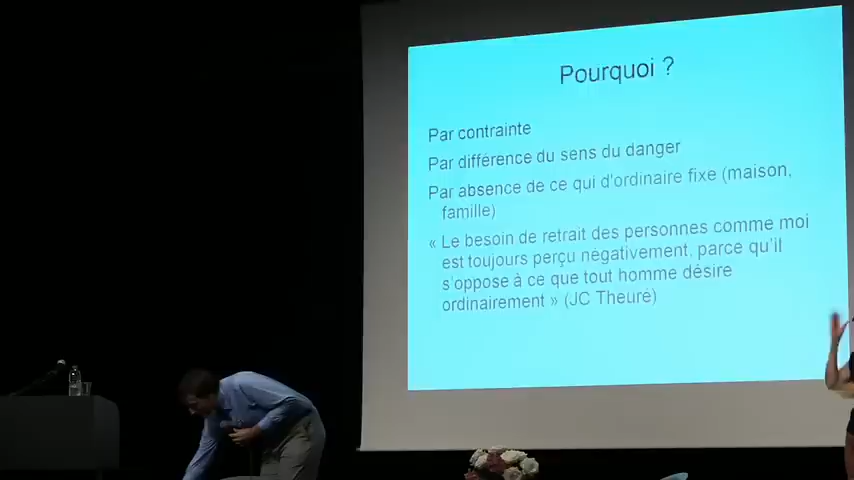 Pourquoi ?
Par contrainte
Par différence du sens du danger
Par absence de ce qui d'ordinaire fixe (maison,
famille)
« Le besoin de retrait des personnes comme moi
est toujours perçu négativement, parce qu'il
s'oppose à ce que tout homme désire
ordinairement » (JC Theuré)